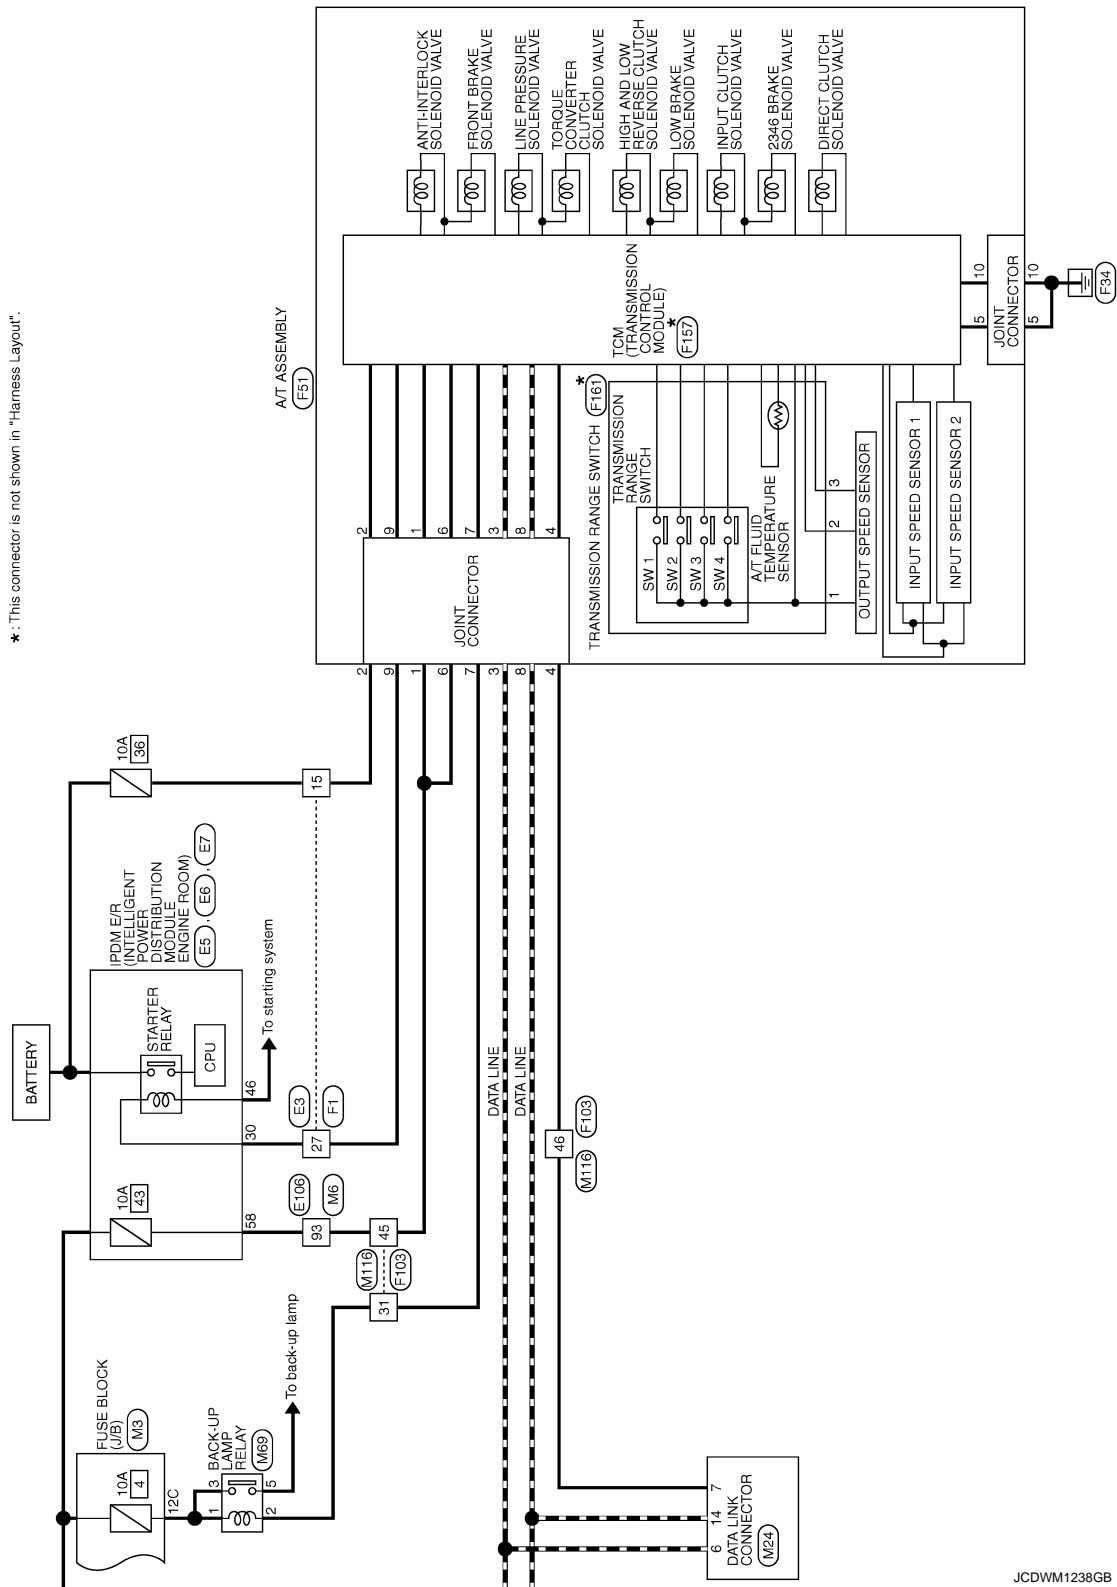 *: This connector is not shown in "Harness Layout".
BATTERY
IPDM E/R
(INTELLIGENT
POWER
DISTRIBUTION
MODULE
ENGINE ROOM)
E5 , E6 , E7
STARTER
RELAY
CPU
10A
36
10A
43
58
30
46
To starting system
FUSE BLOCK
(J/B)
M3
10A
4
12C
BACK-UP
LAMP
RELAY
M69
1
3
2
5
To back-up lamp
E106
M6
93
E3
F1
27
15
M116
F103
31
45
DATA LINE
DATA LINE
46
M116
F103
DATA LINK
CONNECTOR
M24
6
14
7
A/T ASSEMBLY
F51
JOINT
CONNECTOR
2
9
1
6
7
3
8
4
2
9
1
6
7
3
8
4
TCM
(TRANSMISSION
CONTROL
MODULE)
*
F157
TRANSMISSION RANGE SWITCH
*
F161
TRANSMISSION
RANGE
SWITCH
SW 1
SW 2
SW 3
SW 4
A/T FLUID
TEMPERATURE
SENSOR
1
2
3
OUTPUT SPEED SENSOR
INPUT SPEED SENSOR 1
INPUT SPEED SENSOR 2
ANTI-INTERLOCK
SOLENOID VALVE
FRONT BRAKE
SOLENOID VALVE
LINE PRESSURE
SOLENOID VALVE
TORQUE
CONVERTER
CLUTCH
SOLENOID VALVE
HIGH AND LOW
REVERSE CLUTCH
SOLENOID VALVE
LOW BRAKE
SOLENOID VALVE
INPUT CLUTCH
SOLENOID VALVE
2346 BRAKE
SOLENOID VALVE
DIRECT CLUTCH
SOLENOID VALVE
5
10
JOINT
CONNECTOR
5
10
F34
JCDWM1238GB